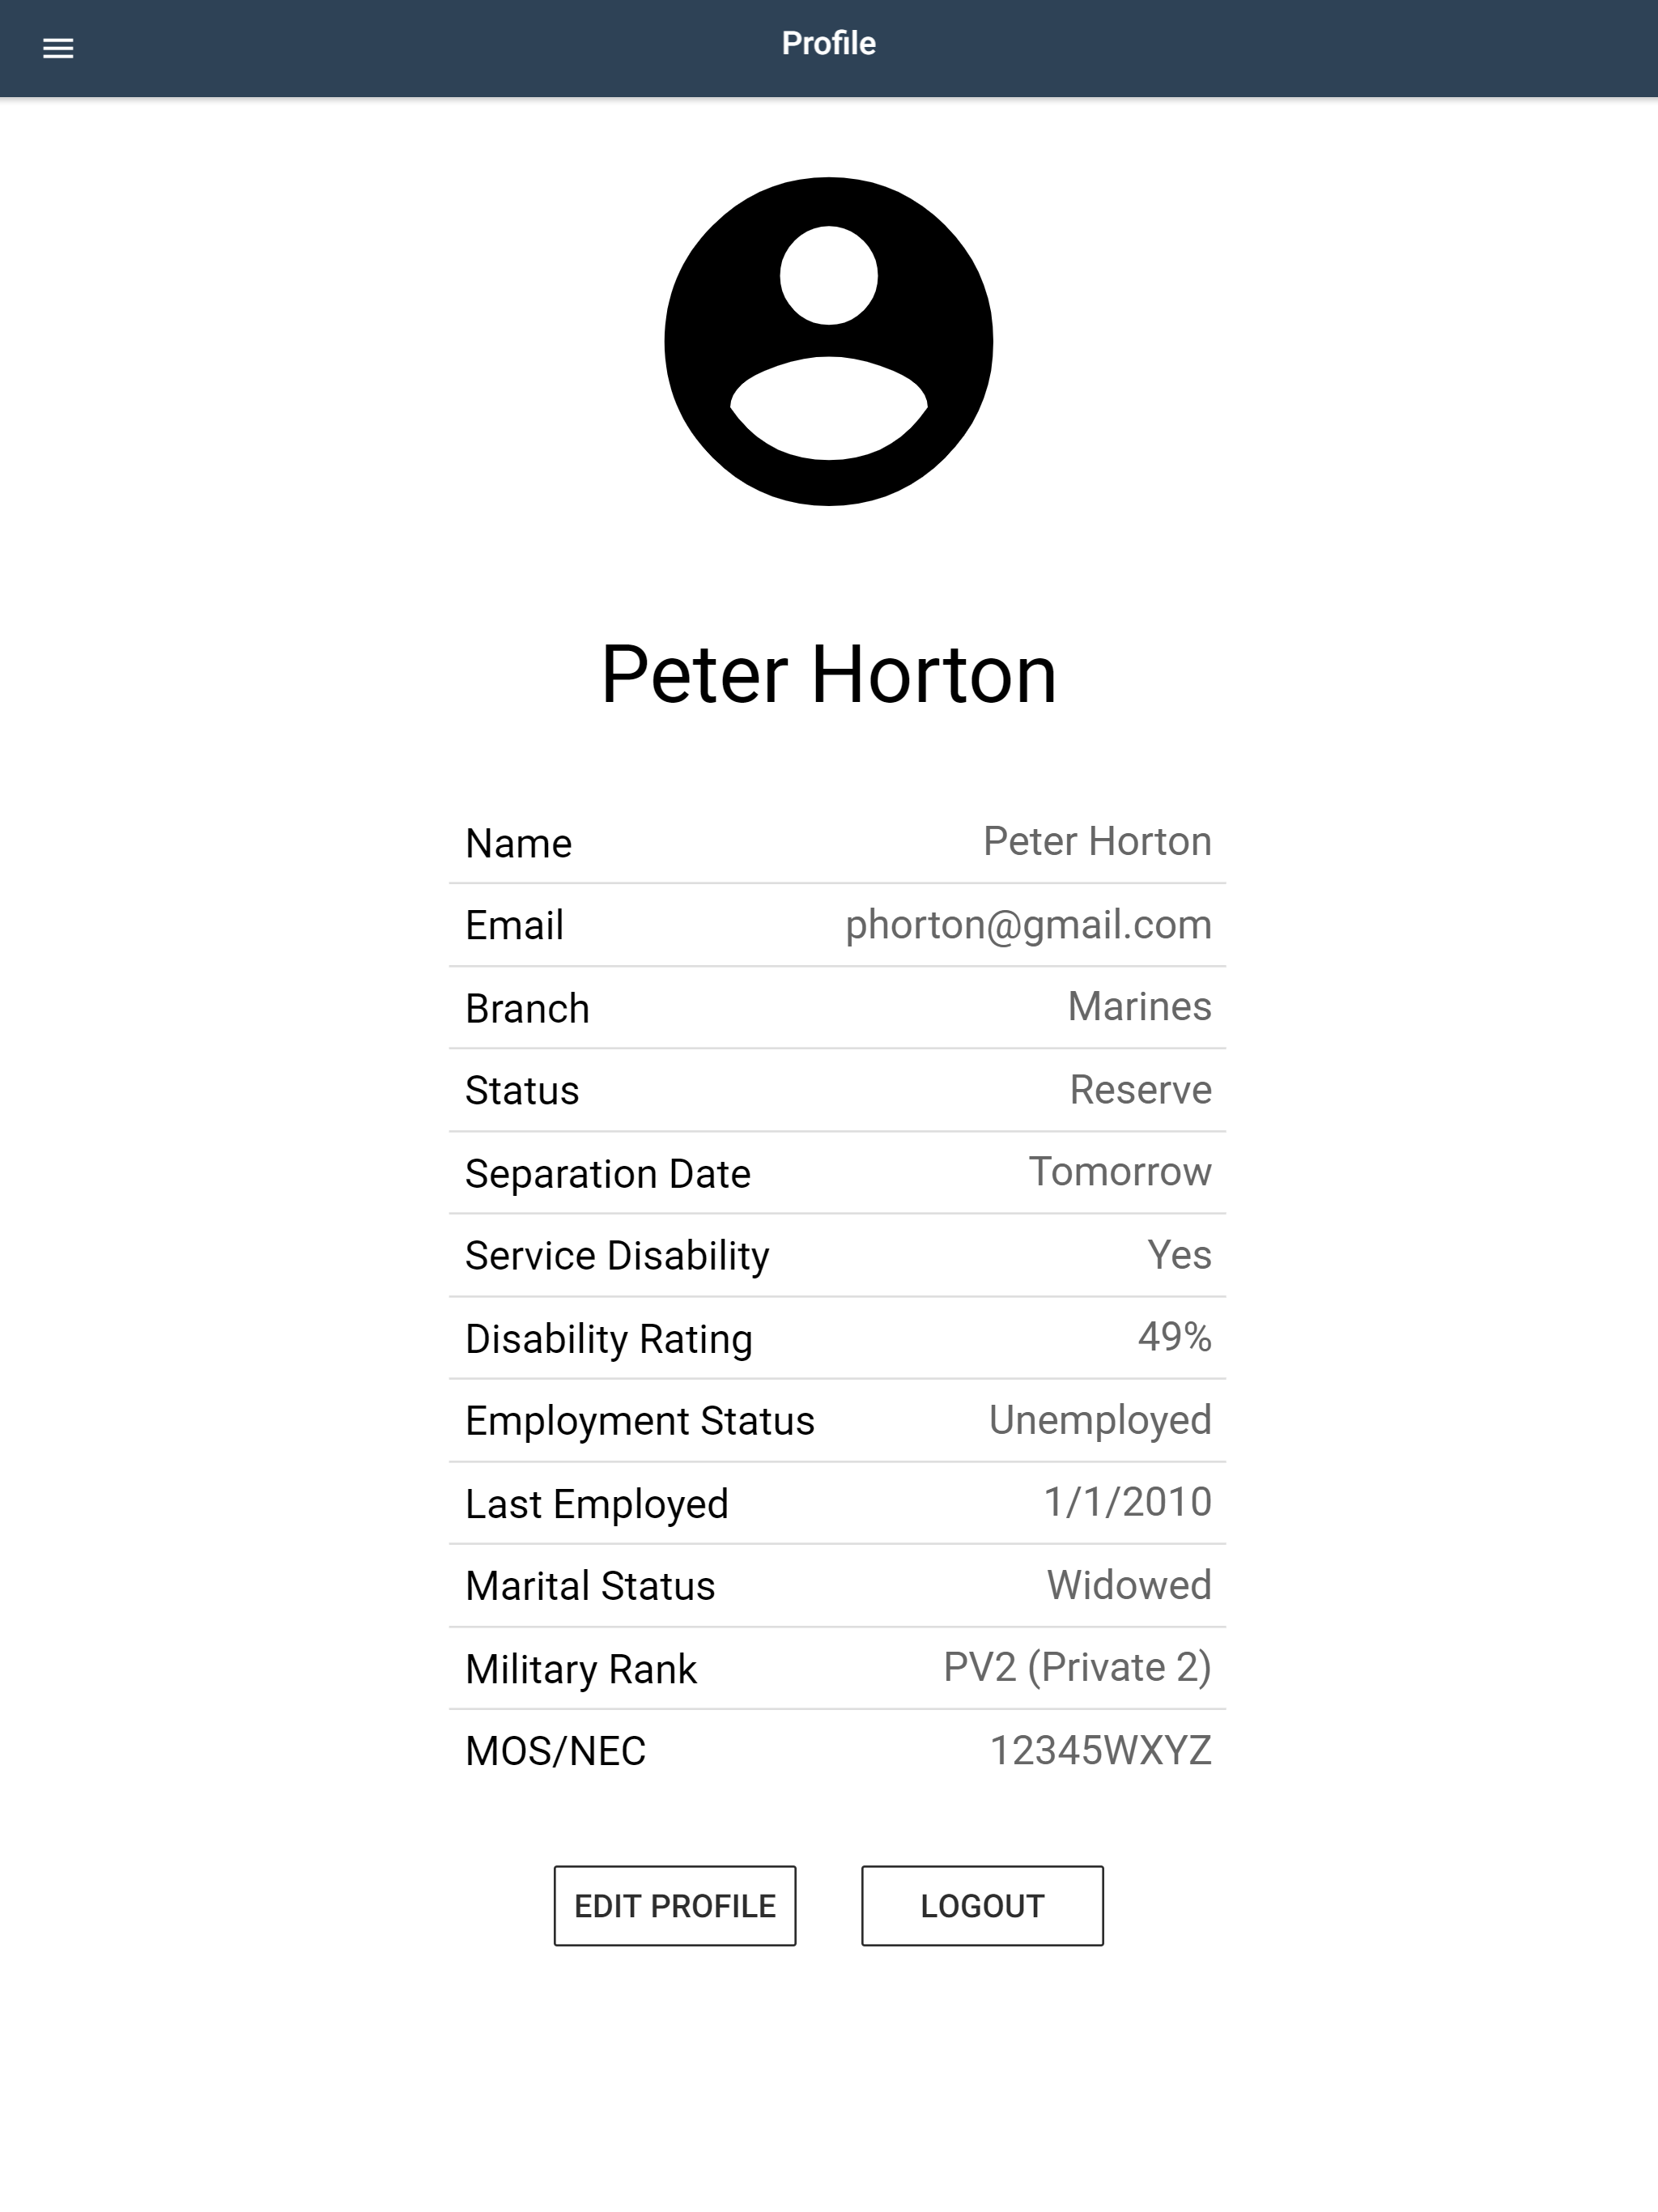 Profile
Peter Horton
Name Peter Horton
Email phorton@gmail.com
Branch Marines
Status Reserve
Separation Date Tomorrow
Service Disability Yes
Disability Rating 49%
Employment Status Unemployed
Last Employed 1/1/2010
Marital Status Widowed
Military Rank PV2 (Private 2)
MOS/NEC 12345WXYZ
EDIT PROFILE LOGOUT